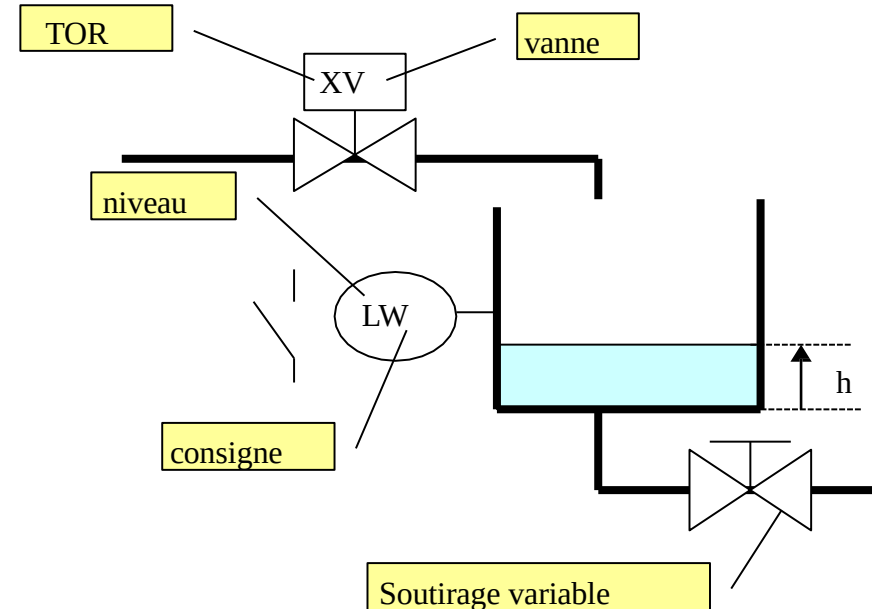 TOR
vanne
XV
niveau
LW
h
consigne
Soutirage variable